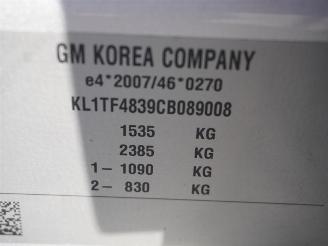 GM KOREA COMPANY
e4*2007/46*0270
KL1TF4839CB089008
1535 KG
2385 KG
1- 1090 KG
2- 830 KG